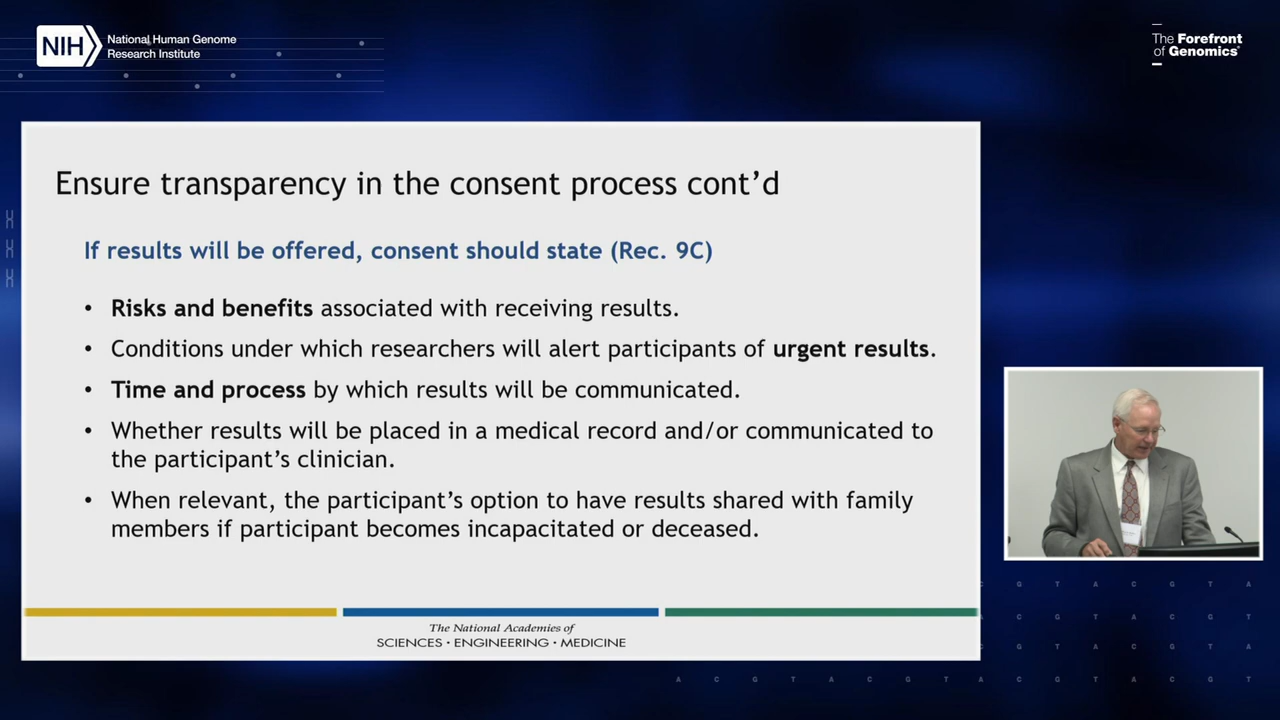 NIH
National Human Genome
Research Institute
The Forefront
of Genomics®
Ensure transparency in the consent process cont’d
If results will be offered, consent should state (Rec. 9C)
• Risks and benefits associated with receiving results.
• Conditions under which researchers will alert participants of urgent results.
• Time and process by which results will be communicated.
• Whether results will be placed in a medical record and/or communicated to
the participant’s clinician.
• When relevant, the participant’s option to have results shared with family
members if participant becomes incapacitated or deceased.
The National Academies of
SCIENCES · ENGINEERING · MEDICINE
C G T A C G T A
A C G T A C G T
G T A C G T A
A C G T A C G T A C G T A C G T